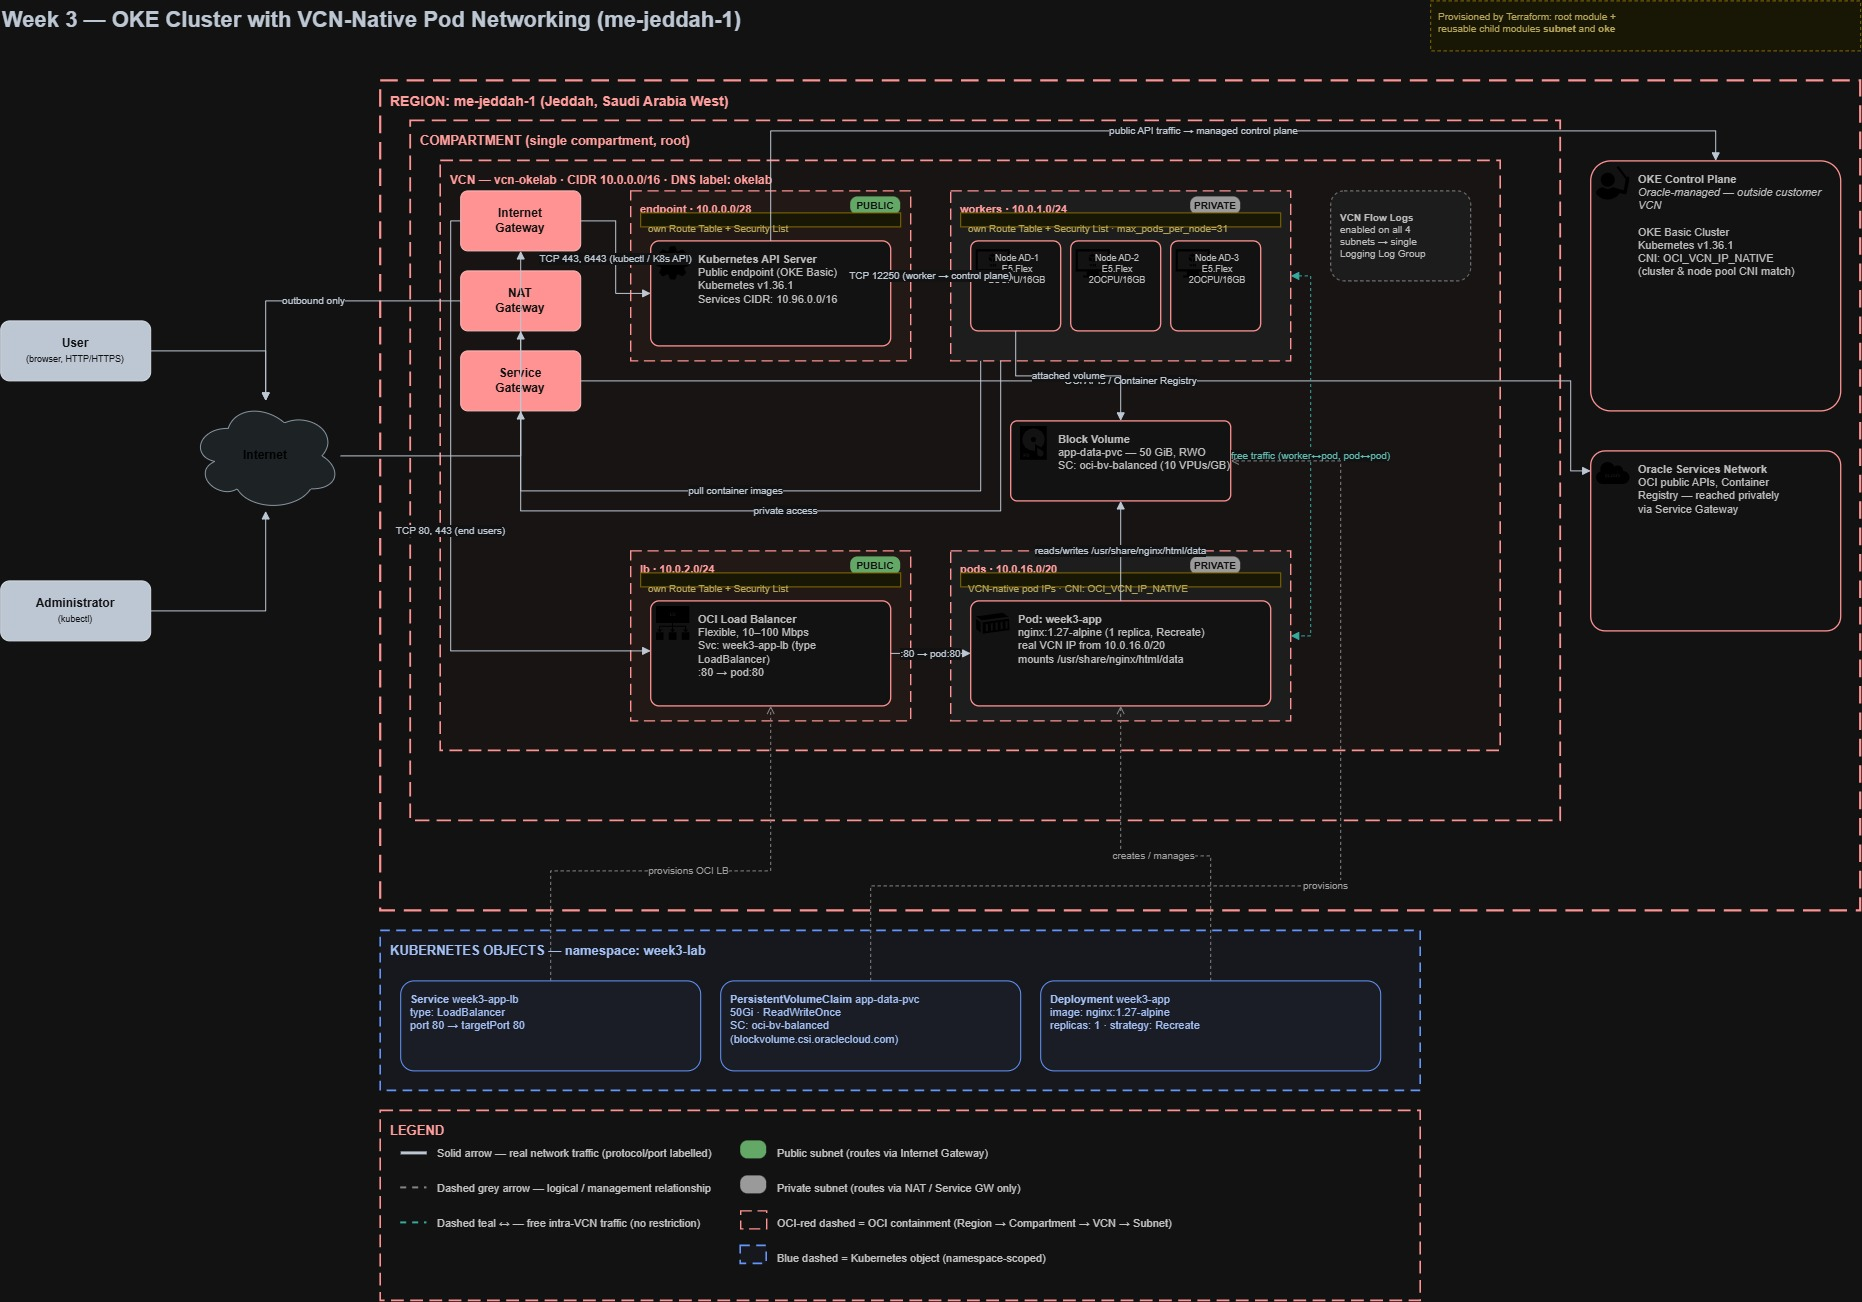 Week 3 — OKE Cluster with VCN-Native Pod Networking (me-jeddah-1)
Provisioned by Terraform: root module +
reusable child modules subnet and oke
REGION: me-jeddah-1 (Jeddah, Saudi Arabia West)
COMPARTMENT (single compartment, root)
public API traffic → managed control plane
VCN — vcn-okelab · CIDR 10.0.0.0/16 · DNS label: okelab
Internet
Gateway
NAT
Gateway
Service
Gateway
endpoint · 10.0.0.0/28
PUBLIC
own Route Table + Security List
TCP 443, 6443 (kubectl / K8s API)
Kubernetes API Server
Public endpoint (OKE Basic)
Kubernetes v1.36.1
Services CIDR: 10.96.0.0/16
TCP 12250 (worker → control plane)
workers · 10.0.1.0/24
PRIVATE
own Route Table + Security List · max_pods_per_node=31
Node AD-1
E5.Flex
2OCPU/16GB
Node AD-2
E5.Flex
2OCPU/16GB
Node AD-3
E5.Flex
2OCPU/16GB
VCN Flow Logs
enabled on all 4
subnets → single
Logging Log Group
OKE Control Plane
Oracle-managed — outside customer
VCN
OKE Basic Cluster
Kubernetes v1.36.1
CNI: OCI_VCN_IP_NATIVE
(cluster & node pool CNI match)
outbound only
User
(browser, HTTP/HTTPS)
Internet
Administrator
(kubectl)
attached volume
OCI APIs / Container Registry
Block Volume
app-data-pvc — 50 GiB, RWO
SC: oci-bv-balanced (10 VPUs/GB)
free traffic (worker↔pod, pod↔pod)
Oracle Services Network
OCI public APIs, Container
Registry — reached privately
via Service Gateway
pull container images
private access
TCP 80, 443 (end users)
reads/writes /usr/share/nginx/html/data
lb · 10.0.2.0/24
PUBLIC
own Route Table + Security List
OCI Load Balancer
Flexible, 10–100 Mbps
Svc: week3-app-lb (type
LoadBalancer)
:80 → pod:80
:80 → pod:80
pods · 10.0.16.0/20
PRIVATE
VCN-native pod IPs · CNI: OCI_VCN_IP_NATIVE
Pod: week3-app
nginx:1.27-alpine (1 replica, Recreate)
real VCN IP from 10.0.16.0/20
mounts /usr/share/nginx/html/data
provisions OCI LB
creates / manages
provisions
KUBERNETES OBJECTS — namespace: week3-lab
Service week3-app-lb
type: LoadBalancer
port 80 → targetPort 80
PersistentVolumeClaim app-data-pvc
50Gi · ReadWriteOnce
SC: oci-bv-balanced
(blockvolume.csi.oraclecloud.com)
Deployment week3-app
image: nginx:1.27-alpine
replicas: 1 · strategy: Recreate
LEGEND
Solid arrow — real network traffic (protocol/port labelled)
Public subnet (routes via Internet Gateway)
Dashed grey arrow — logical / management relationship
Private subnet (routes via NAT / Service GW only)
Dashed teal ↔ — free intra-VCN traffic (no restriction)
OCI-red dashed = OCI containment (Region → Compartment → VCN → Subnet)
Blue dashed = Kubernetes object (namespace-scoped)